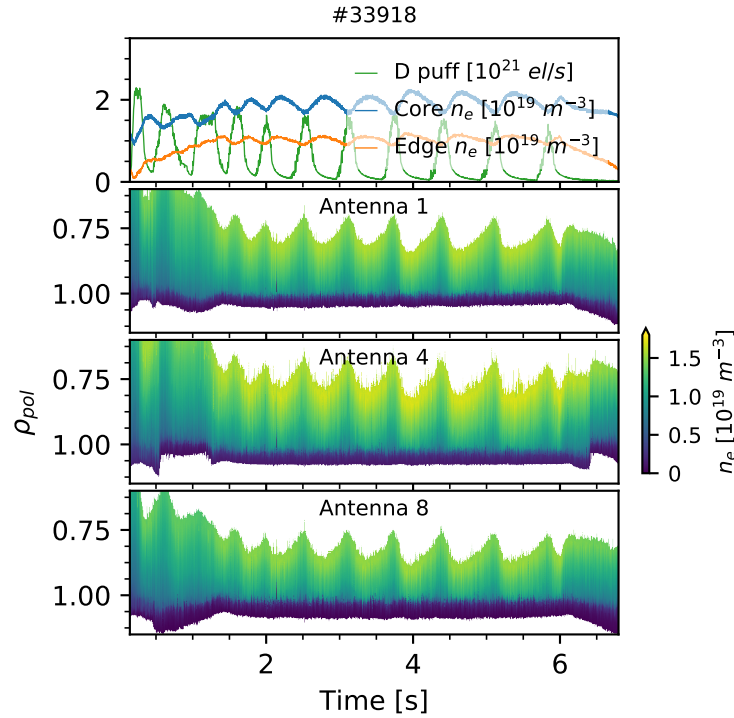 #33918
D puff [10^21 el/s]
Core n_e [10^19 m^-3]
Edge n_e [10^19 m^-3]
2
0
Antenna 1
0.75
1.00
Antenna 4
0.75
1.00
ρ_pol
1.5
1.0
0.5
0
n_e [10^19 m^-3]
Antenna 8
0.75
1.00
2
4
6
Time [s]